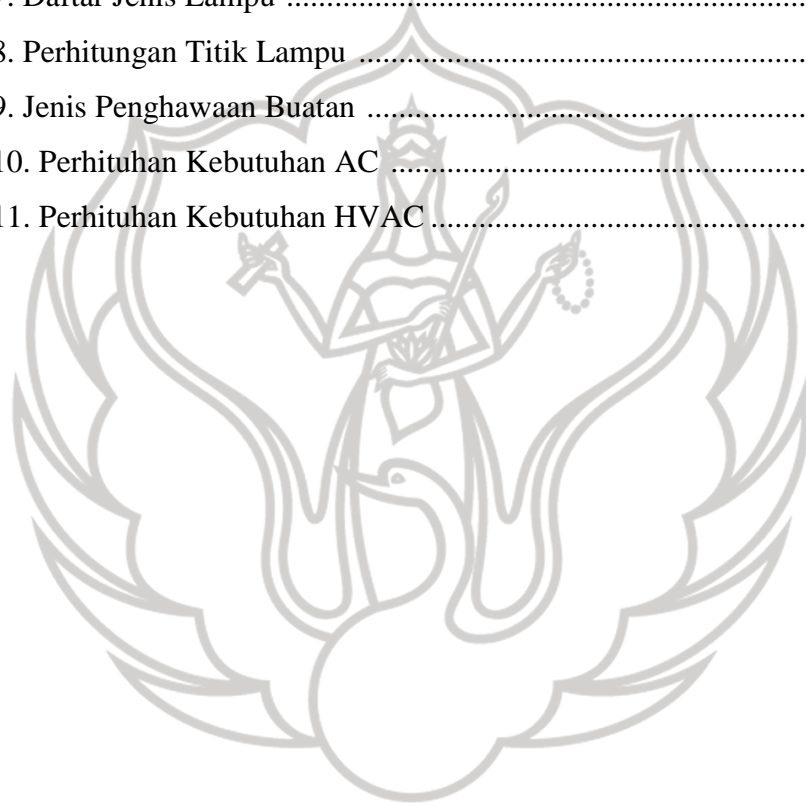 7. Daftar Jenis Lampu ................................................................
8. Perhitungan Titik Lampu .......................................................
9. Jenis Penghawaan Buatan ......................................................
10. Perhituhan Kebutuhan AC ...................................................
11. Perhituhan Kebutuhan HVAC ..............................................